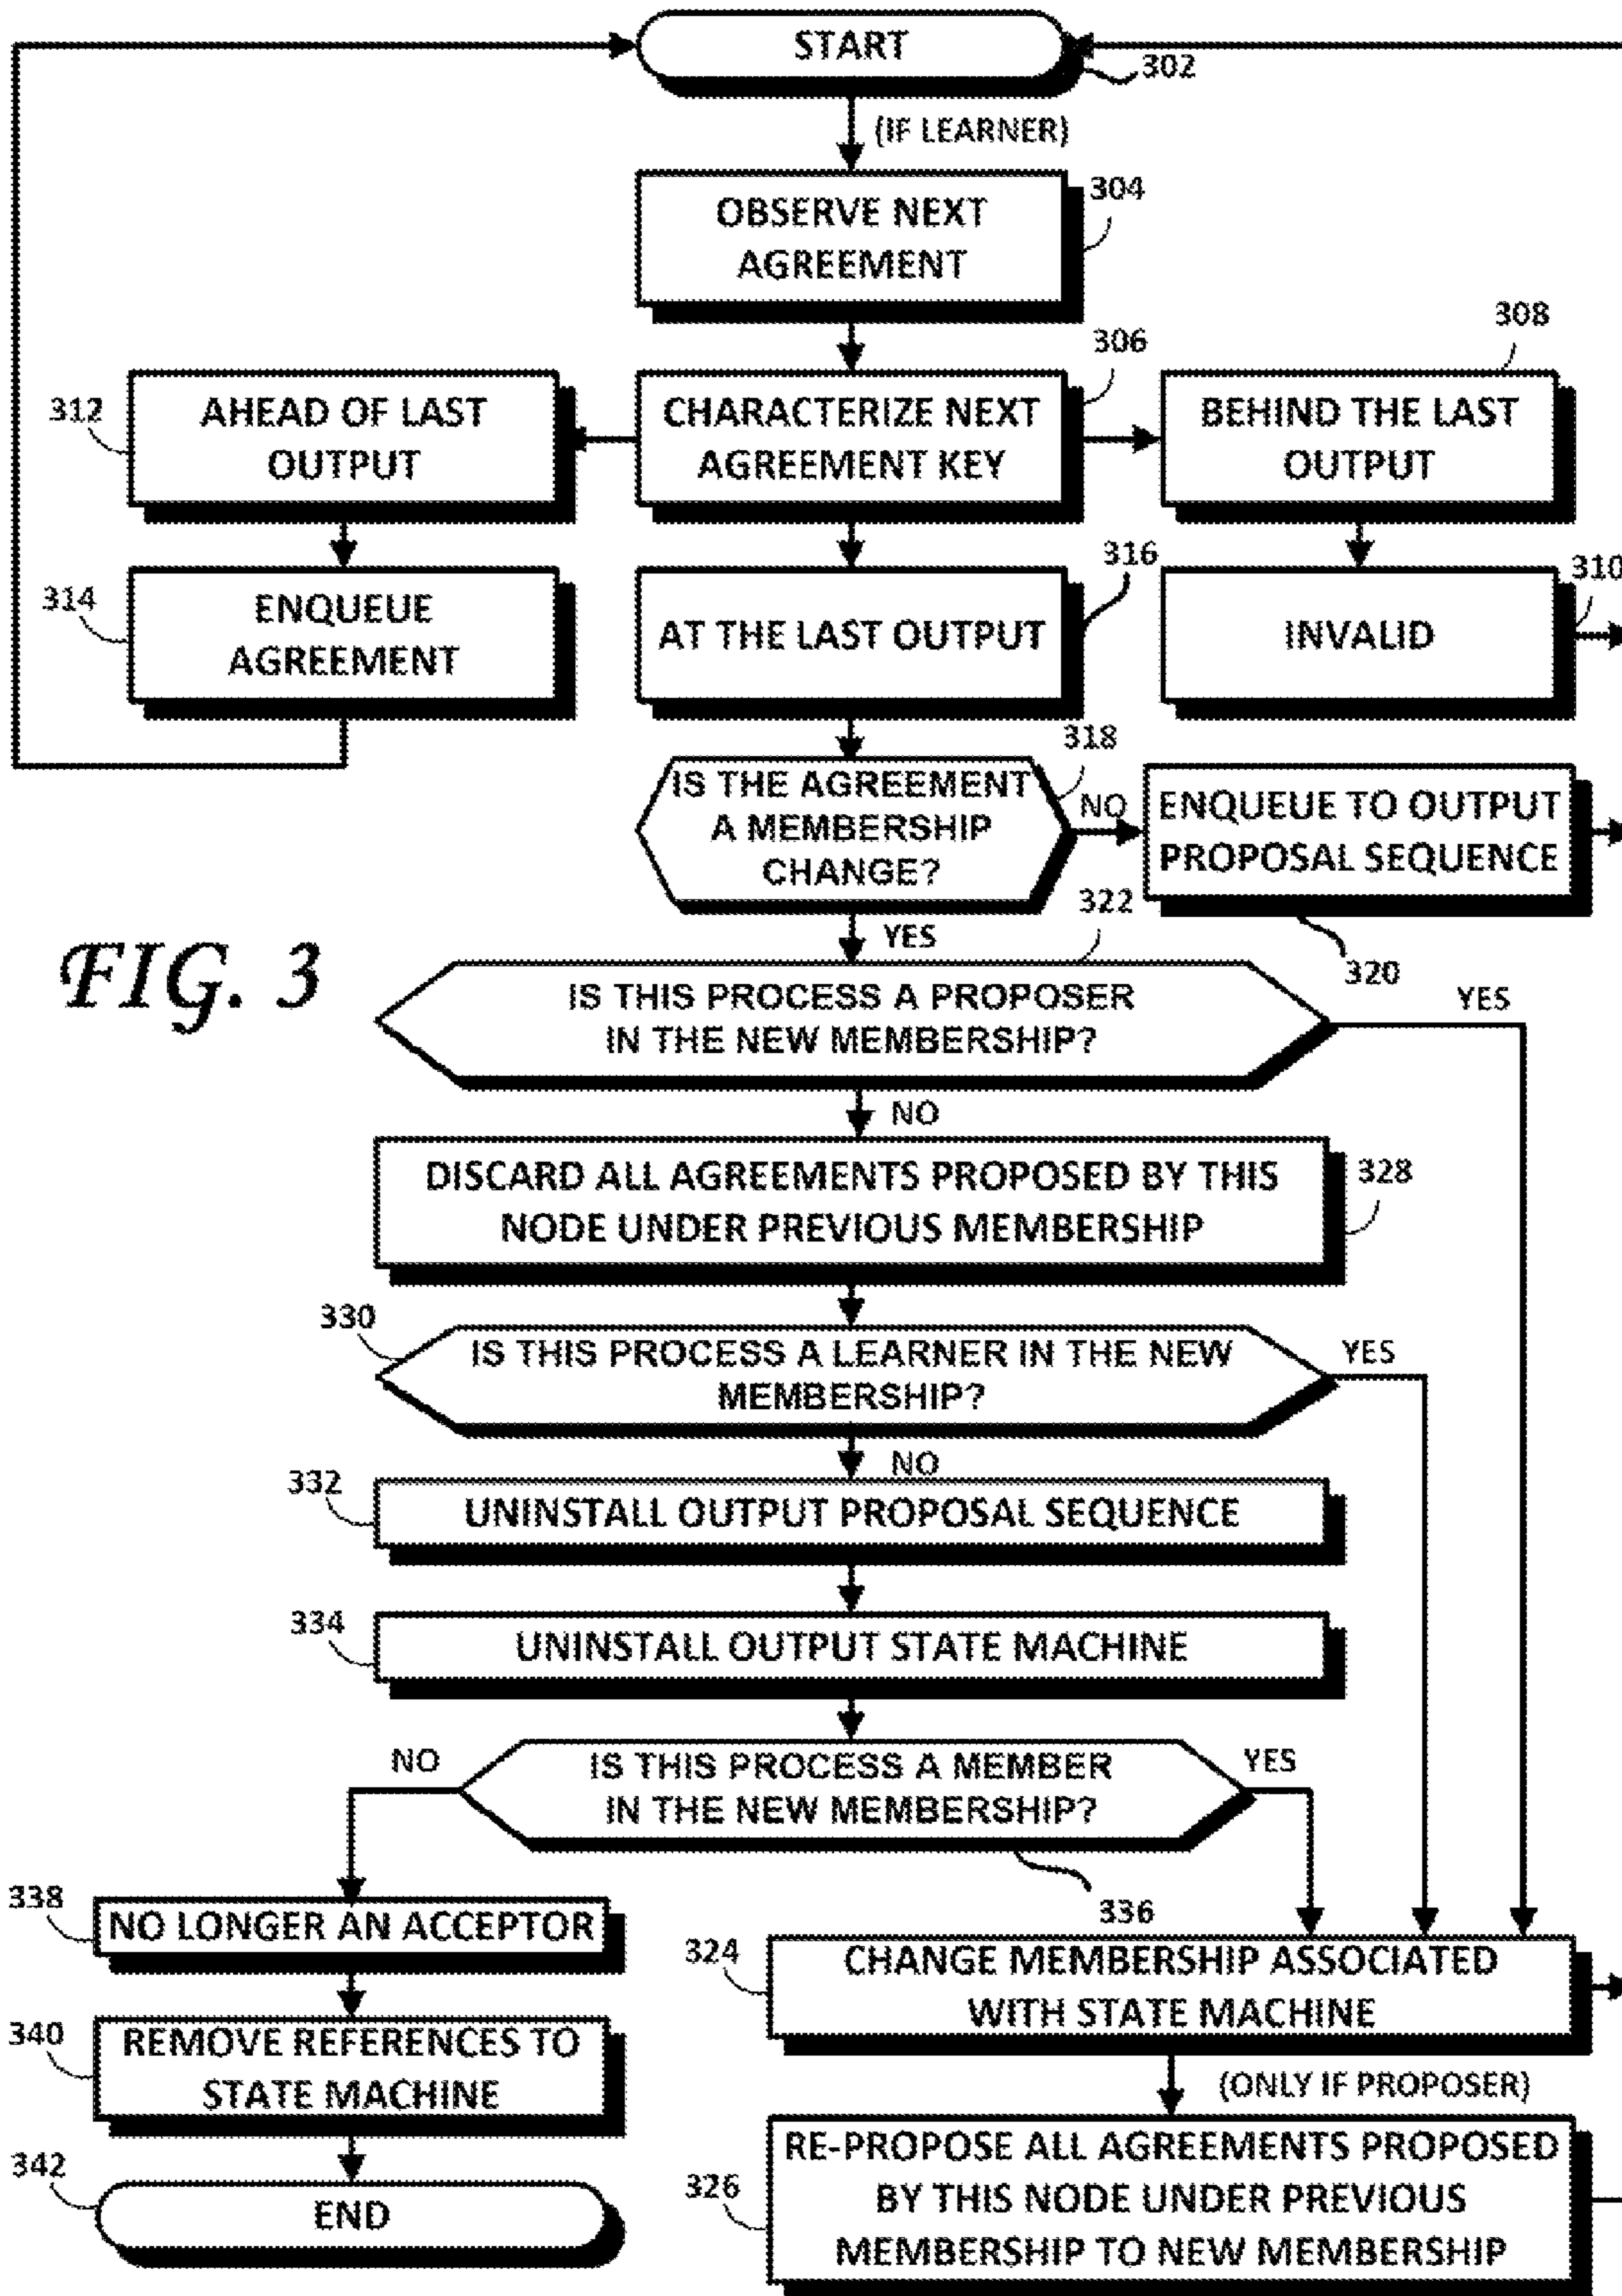 START
302
(IF LEARNER)
OBSERVE NEXT
AGREEMENT
304
306
308
312
AHEAD OF LAST
OUTPUT
CHARACTERIZE NEXT
AGREEMENT KEY
BEHIND THE LAST
OUTPUT
314
ENQUEUE
AGREEMENT
316
AT THE LAST OUTPUT
310
INVALID
318
IS THE AGREEMENT
A MEMBERSHIP
CHANGE?
NO
ENQUEUE TO OUTPUT
PROPOSAL SEQUENCE
320
YES
322
FIG. 3
IS THIS PROCESS A PROPOSER
IN THE NEW MEMBERSHIP?
YES
NO
DISCARD ALL AGREEMENTS PROPOSED BY THIS
NODE UNDER PREVIOUS MEMBERSHIP
328
330
IS THIS PROCESS A LEARNER IN THE NEW
MEMBERSHIP?
YES
NO
332
UNINSTALL OUTPUT PROPOSAL SEQUENCE
334
UNINSTALL OUTPUT STATE MACHINE
NO
IS THIS PROCESS A MEMBER
IN THE NEW MEMBERSHIP?
YES
336
338
NO LONGER AN ACCEPTOR
324
CHANGE MEMBERSHIP ASSOCIATED
WITH STATE MACHINE
340
REMOVE REFERENCES TO
STATE MACHINE
(ONLY IF PROPOSER)
342
END
326
RE-PROPOSE ALL AGREEMENTS PROPOSED
BY THIS NODE UNDER PREVIOUS
MEMBERSHIP TO NEW MEMBERSHIP